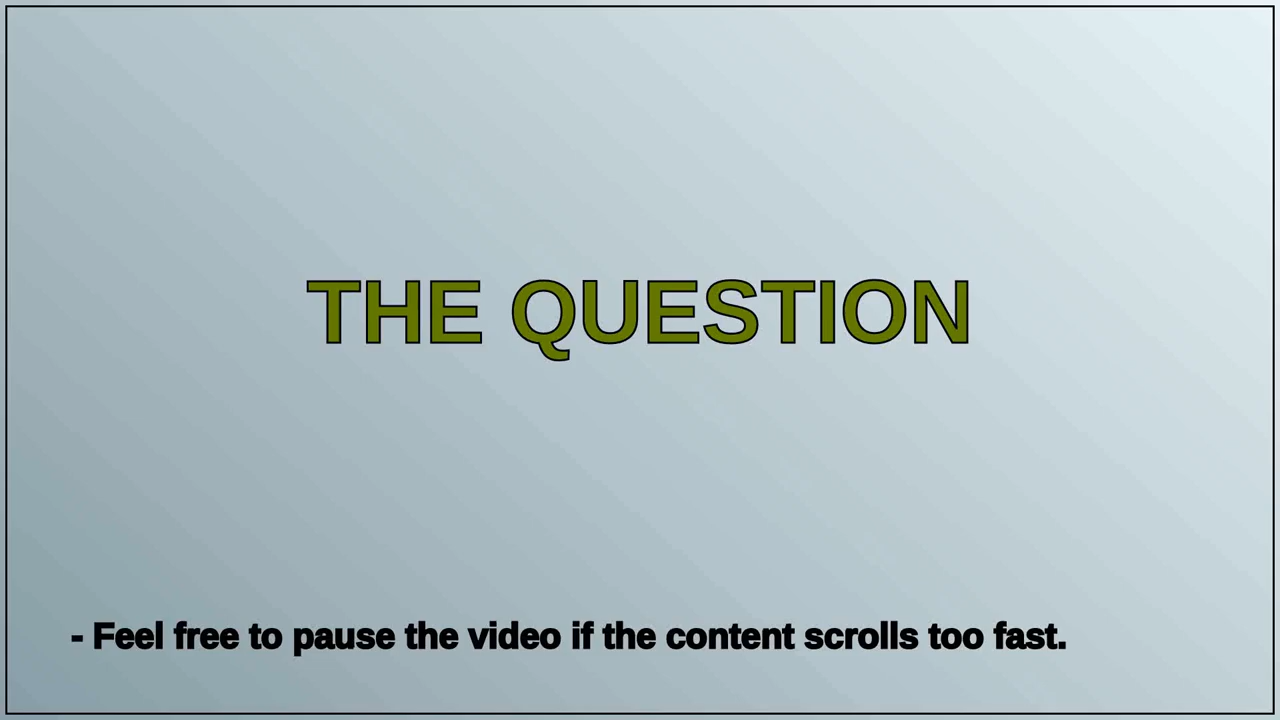 THE QUESTION
- Feel free to pause the video if the content scrolls too fast.